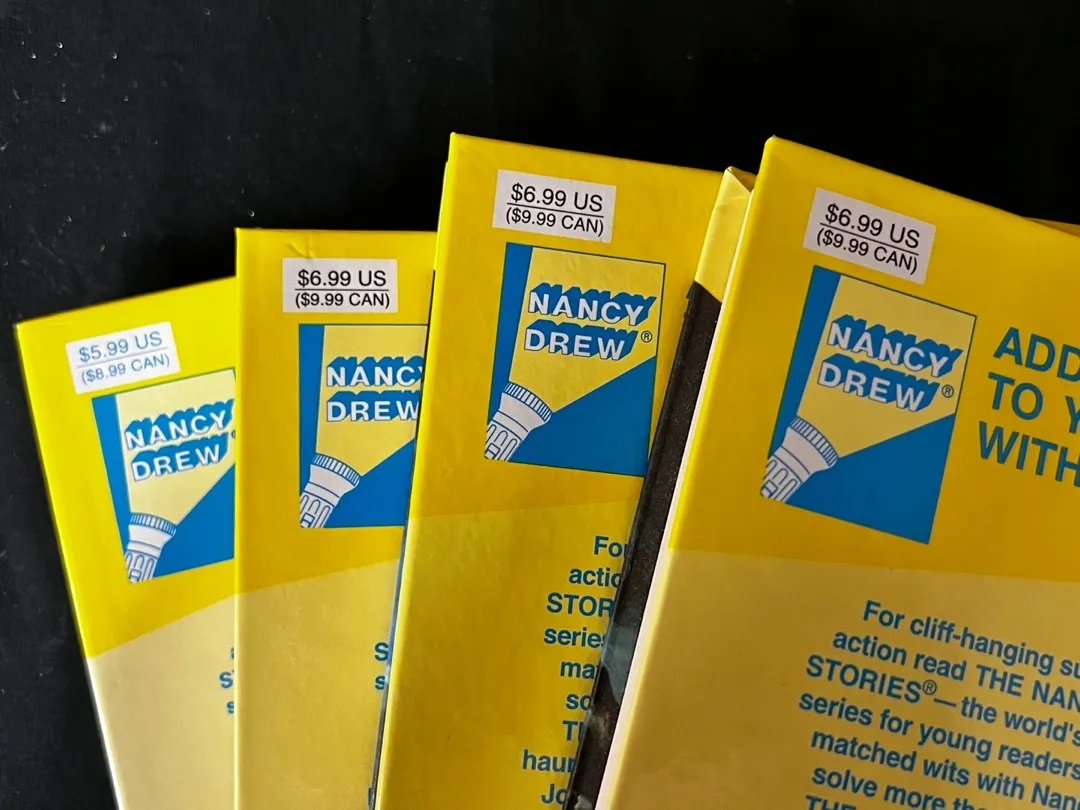 $5.99 US
($8.99 CAN)
NANCY
DREW
$6.99 US
($9.99 CAN)
NANCY
DREW
$6.99 US
($9.99 CAN)
NANCY
DREW®
For
STOR
series
$6.99 US
($9.99 CAN)
NANCY
DREW®
ADD
TO Y
WITH
For cliff-hanging su
action read THE NAN
STORIES®—the world's
series for young readers
matched wits with Nan
solve more tha